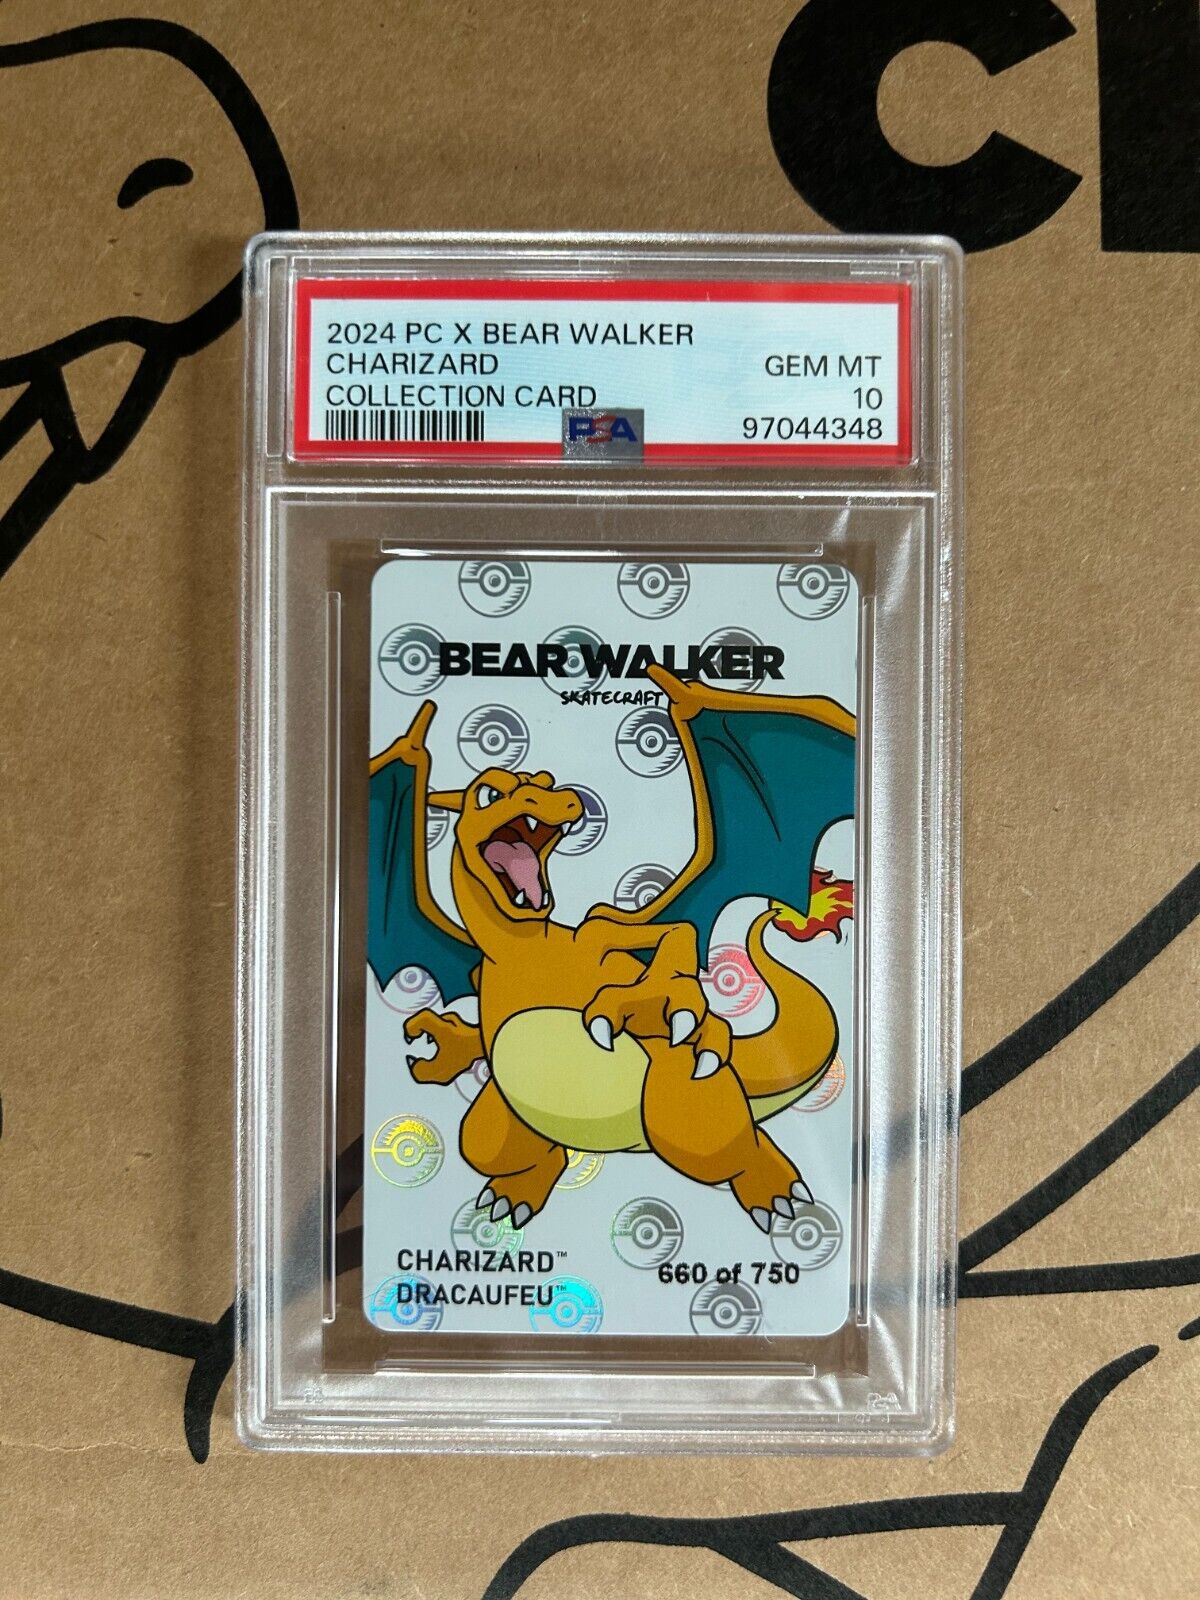 2024 PC X BEAR WALKER
CHARIZARD GEM MT
COLLECTION CARD 10
PSA 97044348
BEAR WALKER
SKATECRAFT
CHARIZARD™
DRACAUFEU™
660 of 750